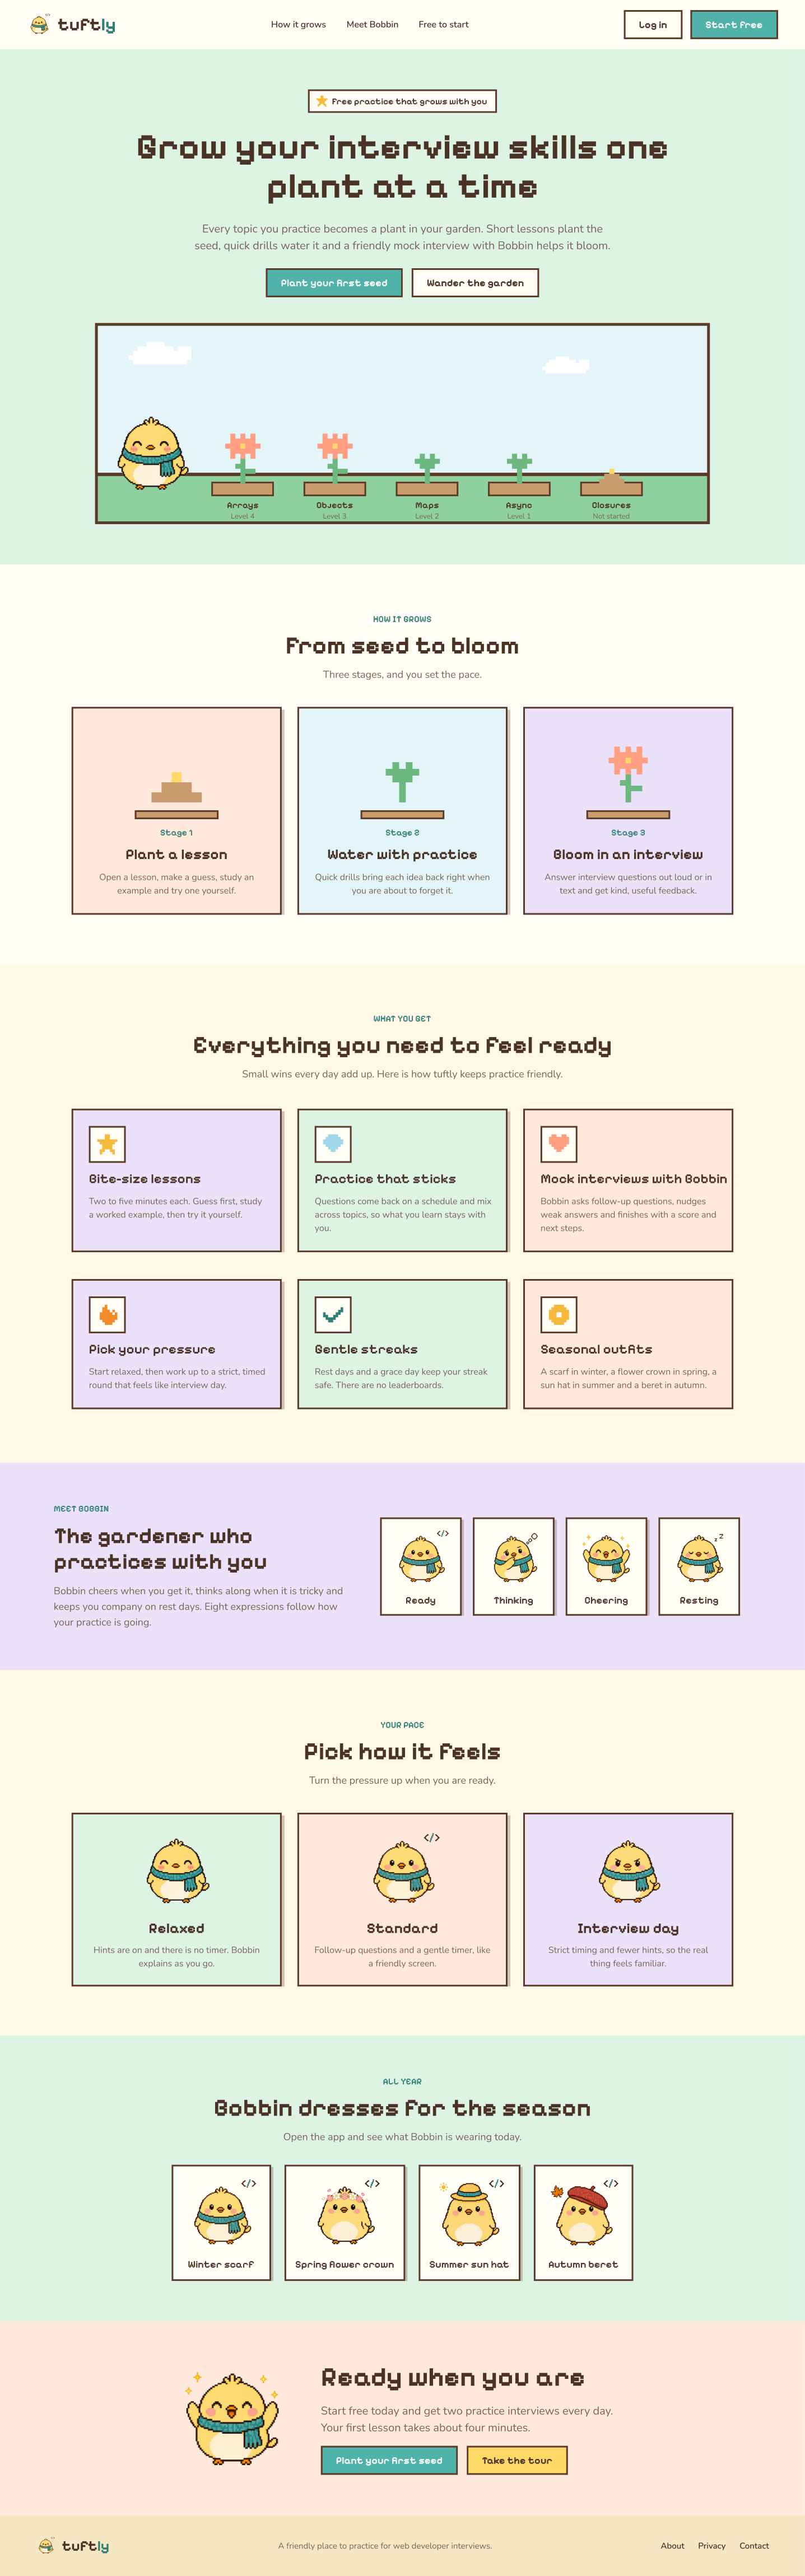 tuftly
How it grows
Meet Bobbin
Free to start
Log in
Start free
Free practice that grows with you
Grow your interview skills one
plant at a time
Every topic you practice becomes a plant in your garden. Short lessons plant the
seed, quick drills water it and a friendly mock interview with Bobbin helps it bloom.
Plant your first seed
Wander the garden
Arrays
Level 4
Objects
Level 3
Maps
Level 2
Async
Level 1
Closures
Not started
HOW IT GROWS
From seed to bloom
Three stages, and you set the pace.
Stage 1
Plant a lesson
Open a lesson, make a guess, study an
example and try one yourself.
Stage 2
Water with practice
Quick drills bring each idea back right when
you are about to forget it.
Stage 3
Bloom in an interview
Answer interview questions out loud or in
text and get kind, useful feedback.
WHAT YOU GET
Everything you need to feel ready
Small wins every day add up. Here is how tuftly keeps practice friendly.
Bite-size lessons
Two to five minutes each. Guess first, study
a worked example, then try it yourself.
Practice that sticks
Questions come back on a schedule and mix
across topics, so what you learn stays with
you.
Mock interviews with Bobbin
Bobbin asks follow-up questions, nudges
weak answers and finishes with a score and
next steps.
Pick your pressure
Start relaxed, then work up to a strict, timed
round that feels like interview day.
Gentle streaks
Rest days and a grace day keep your streak
safe. There are no leaderboards.
Seasonal outfits
A scarf in winter, a flower crown in spring, a
sun hat in summer and a beret in autumn.
MEET BOBBIN
The gardener who
practices with you
Bobbin cheers when you get it, thinks along when it is tricky and
keeps you company on rest days. Eight expressions follow how
your practice is going.
</>
Ready
Thinking
Cheering
z Z
Resting
YOUR PACE
Pick how it feels
Turn the pressure up when you are ready.
Relaxed
Hints are on and there is no timer. Bobbin
explains as you go.
</>
Standard
Follow-up questions and a gentle timer, like
a friendly screen.
Interview day
Strict timing and fewer hints, so the real
thing feels familiar.
ALL YEAR
Bobbin dresses for the season
Open the app and see what Bobbin is wearing today.
</>
Winter scarf
</>
Spring flower crown
</>
Summer sun hat
</>
Autumn beret
Ready when you are
Start free today and get two practice interviews every day.
Your first lesson takes about four minutes.
Plant your first seed
Take the tour
tuftly
A friendly place to practice for web developer interviews.
About
Privacy
Contact